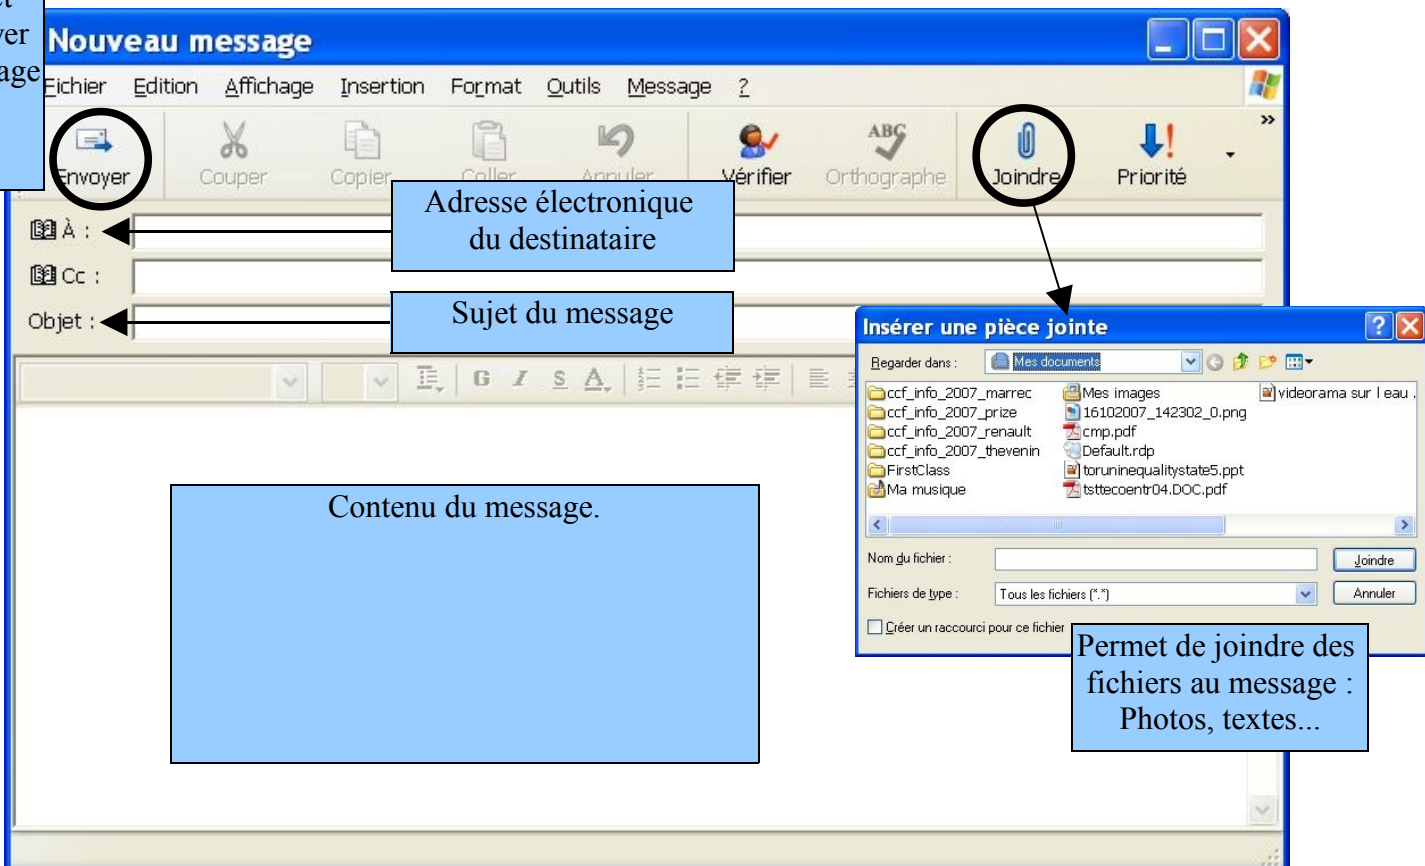 Nouveau message
Fichier Edition Affichage Insertion Format Outils Message ?
Envoyer Couper Copier Coller Annuler Vérifier Orthographe Joindre Priorité
À :
Adresse électronique
du destinataire
Cc :
Objet :
Sujet du message
G I S A
Contenu du message.
Insérer une pièce jointe
Regarder dans : Mes documents
ccf_info_2007_marrec Mes images videorama sur l eau .
ccf_info_2007_prize 16102007_142302_0.png
ccf_info_2007_renault cmp.pdf
ccf_info_2007_thevenin Default.rdp
FirstClass toruninequalitystate5.ppt
Ma musique tsttecoentr04.DOC.pdf
Nom du fichier : Joindre
Fichiers de type : Tous les fichiers (*.*) Annuler
Créer un raccourci pour ce fichier
Permet de joindre des
fichiers au message :
Photos, textes...